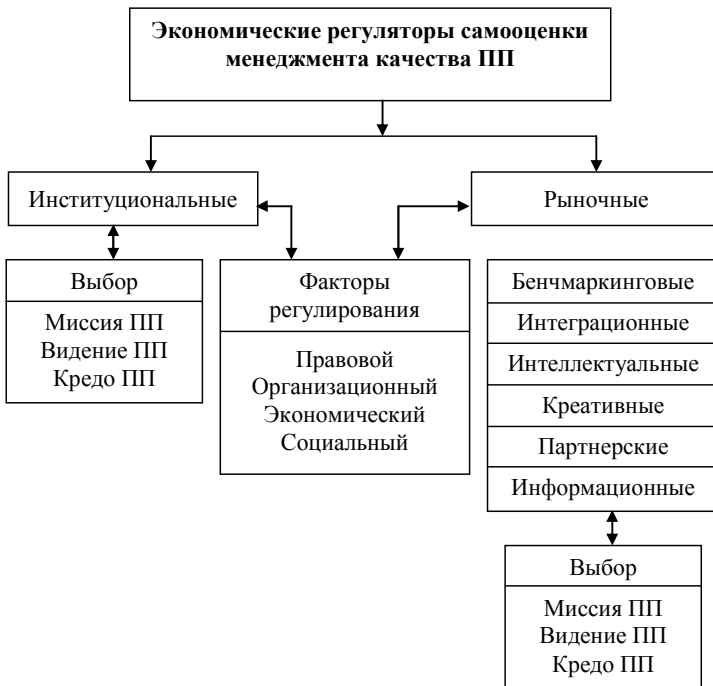 Экономические регуляторы самооценки
менеджмента качества ПП
Институциональные
Рыночные
Выбор
Миссия ПП
Видение ПП
Кредо ПП
Факторы
регулирования
Правовой
Организационный
Экономический
Социальный
Бенчмаркинговые
Интеграционные
Интеллектуальные
Креативные
Партнерские
Информационные
Выбор
Миссия ПП
Видение ПП
Кредо ПП